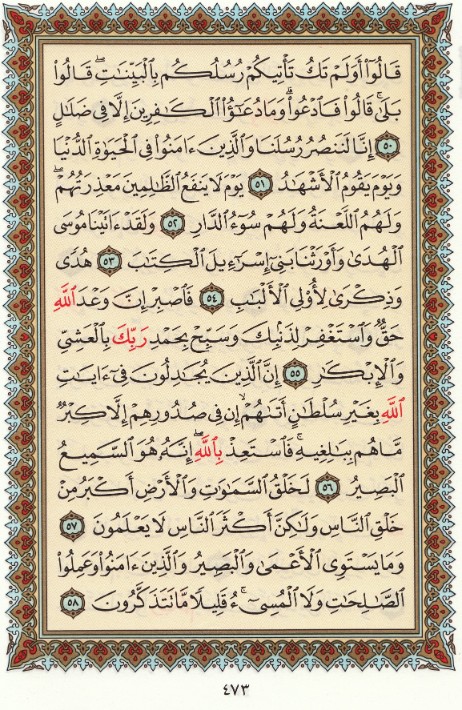 قَالُوٓا۟ أَوَلَمْ تَكُ تَأْتِيكُمْ رُسُلُكُم بِٱلْبَيِّنَـٰتِ ۖ قَالُوا۟
بَلَىٰ ۚ قَالُوا۟ فَٱدْعُوا۟ ۗ وَمَا دُعَـٰٓؤُا۟ ٱلْكَـٰفِرِينَ إِلَّا فِى ضَلَـٰلٍ
٥٠ إِنَّا لَنَنصُرُ رُسُلَنَا وَٱلَّذِينَ ءَامَنُوا۟ فِى ٱلْحَيَوٰةِ ٱلدُّنْيَا
وَيَوْمَ يَقُومُ ٱلْأَشْهَـٰدُ ٥١ يَوْمَ لَا يَنفَعُ ٱلظَّـٰلِمِينَ مَعْذِرَتُهُمْ ۖ
وَلَهُمُ ٱللَّعْنَةُ وَلَهُمْ سُوٓءُ ٱلدَّارِ ٥٢ وَلَقَدْ ءَاتَيْنَا مُوسَى
ٱلْهُدَىٰ وَأَوْرَثْنَا بَنِىٓ إِسْرَٰٓءِيلَ ٱلْكِتَـٰبَ ٥٣ هُدًى
وَذِكْرَىٰ لِأُو۟لِى ٱلْأَلْبَـٰبِ ٥٤ فَٱصْبِرْ إِنَّ وَعْدَ ٱللَّهِ
حَقٌّ وَٱسْتَغْفِرْ لِذَنۢبِكَ وَسَبِّحْ بِحَمْدِ رَبِّكَ بِٱلْعَشِىِّ
وَٱلْإِبْكَـٰرِ ٥٥ إِنَّ ٱلَّذِينَ يُجَـٰدِلُونَ فِىٓ ءَايَـٰتِ
ٱللَّهِ بِغَيْرِ سُلْطَـٰنٍ أَتَىٰهُمْ ۙ إِن فِى صُدُورِهِمْ إِلَّا كِبْرٌ
مَّا هُم بِبَـٰلِغِيهِ ۚ فَٱسْتَعِذْ بِٱللَّهِ ۖ إِنَّهُۥ هُوَ ٱلسَّمِيعُ
ٱلْبَصِيرُ ٥٦ لَخَلْقُ ٱلسَّمَـٰوَٰتِ وَٱلْأَرْضِ أَكْبَرُ مِنْ
خَلْقِ ٱلنَّاسِ وَلَـٰكِنَّ أَكْثَرَ ٱلنَّاسِ لَا يَعْلَمُونَ ٥٧
وَمَا يَسْتَوِى ٱلْأَعْمَىٰ وَٱلْبَصِيرُ وَٱلَّذِينَ ءَامَنُوا۟ وَعَمِلُوا۟
ٱلصَّـٰلِحَـٰتِ وَلَا ٱلْمُسِىٓءُ ۚ قَلِيلًا مَّا تَتَذَكَّرُونَ ٥٨
٤٧٣